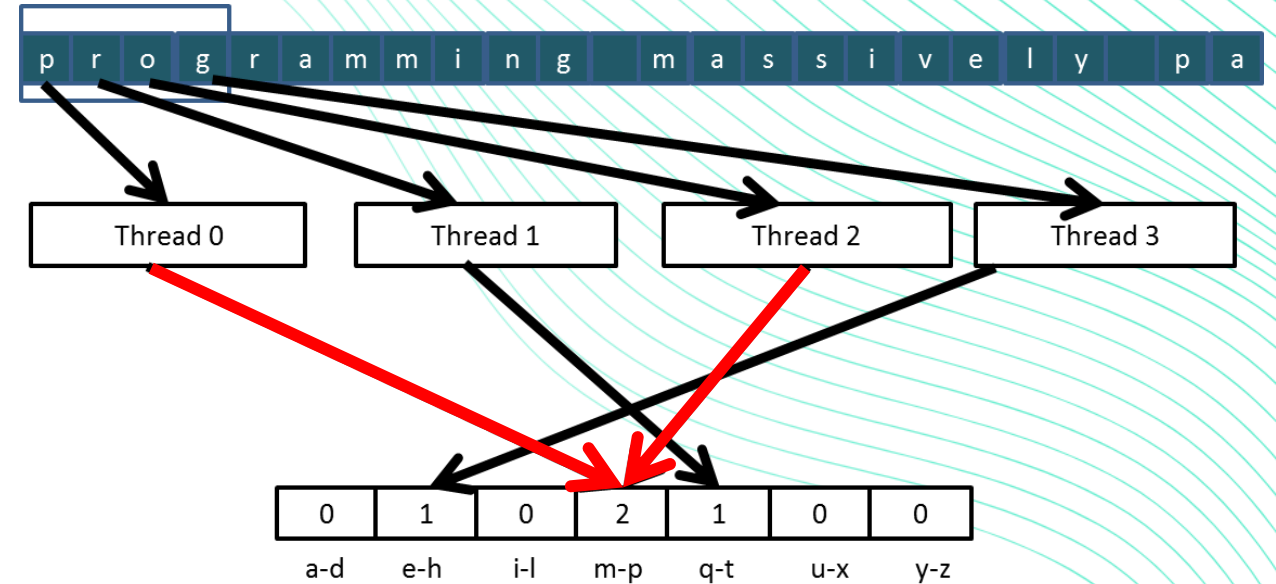 p r o g r a m m i n g m a s s i v e l y p a
Thread 0 Thread 1 Thread 2 Thread 3
0 1 0 2 1 0 0
a-d e-h i-l m-p q-t u-x y-z